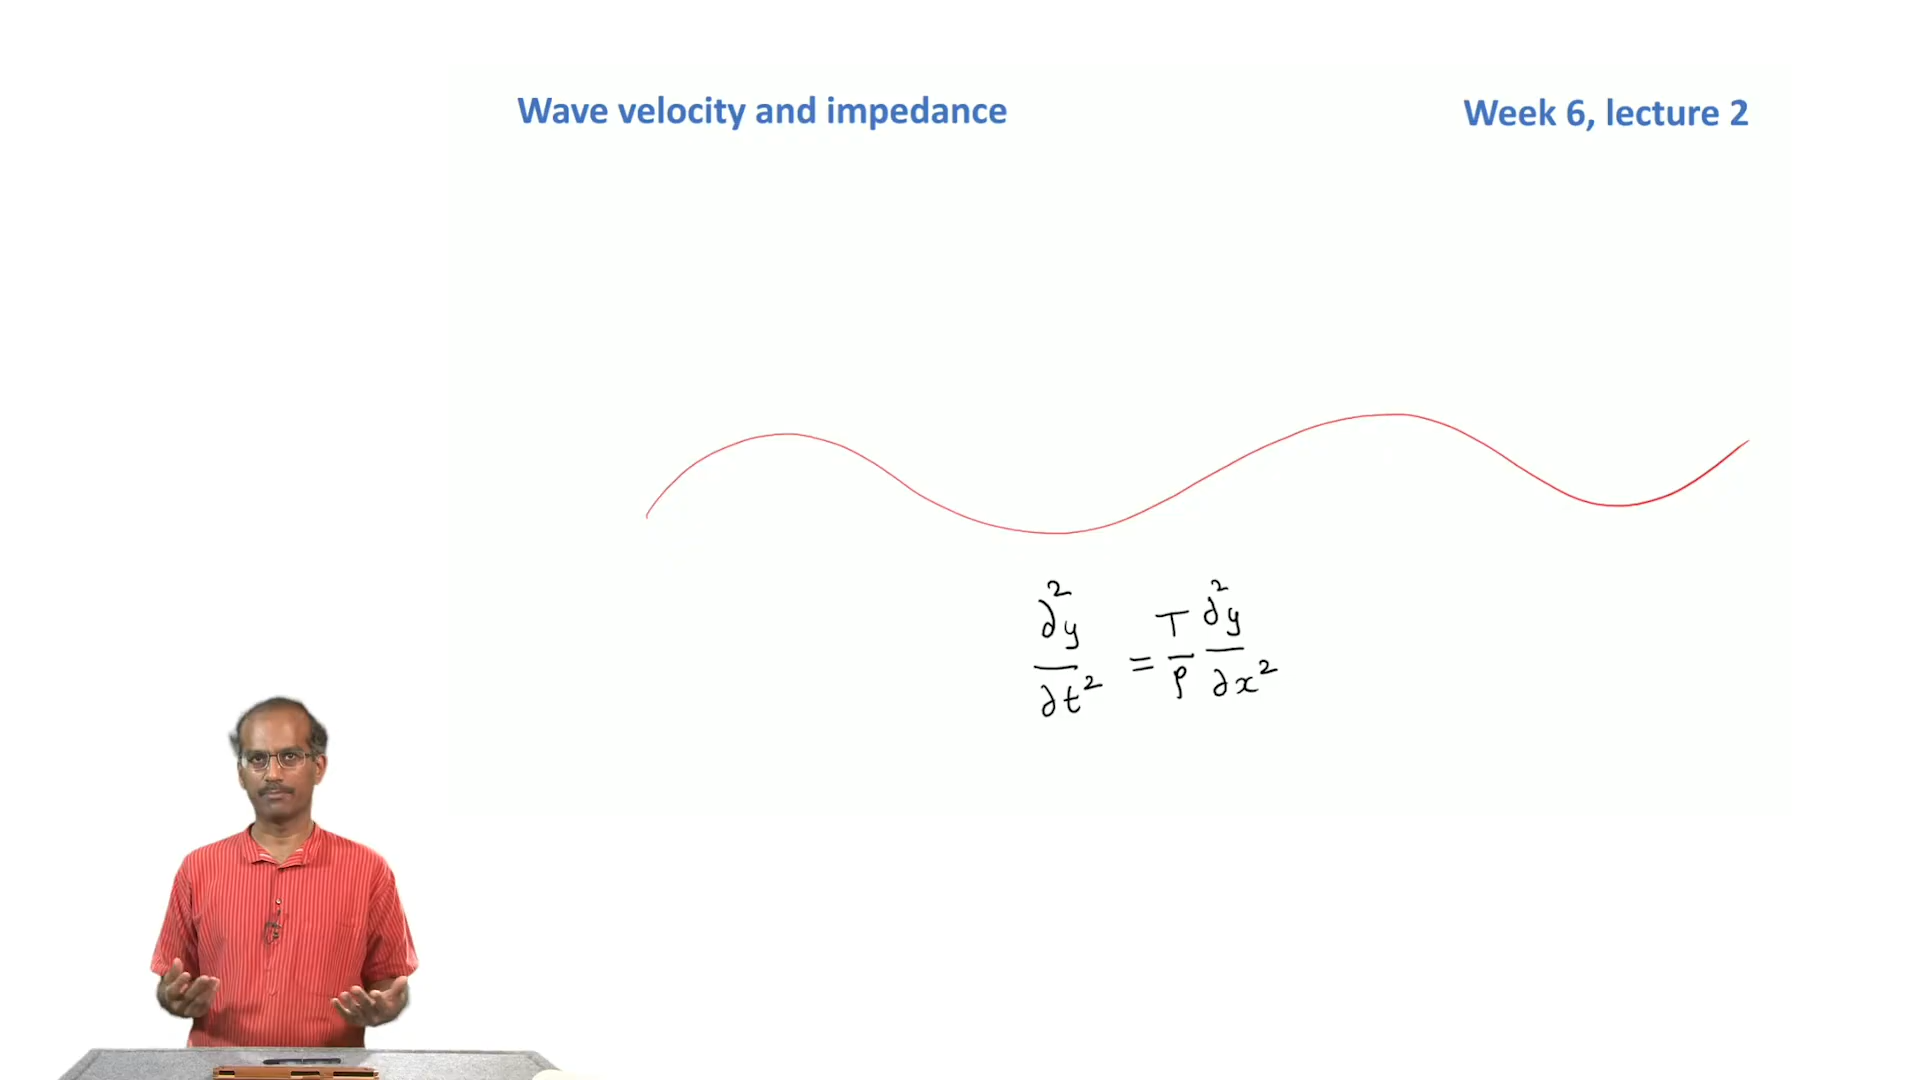 Wave velocity and impedance
Week 6, lecture 2
∂²y/∂t² = T/ρ ∂²y/∂x²